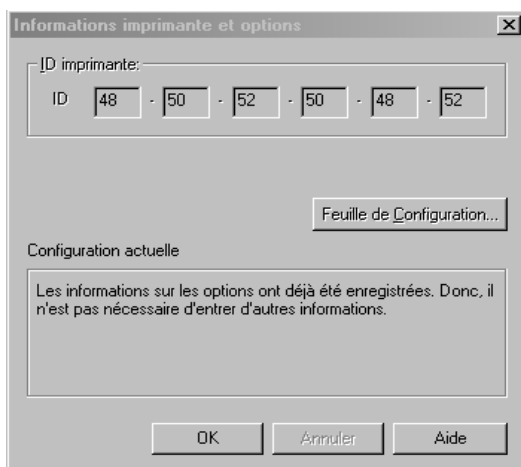 Informations imprimante et options
ID imprimante:
ID 48 - 50 - 52 - 50 - 48 - 52
Feuille de Configuration...
Configuration actuelle
Les informations sur les options ont déjà été enregistrées. Donc, il
n'est pas nécessaire d'entrer d'autres informations.
OK Annuler Aide